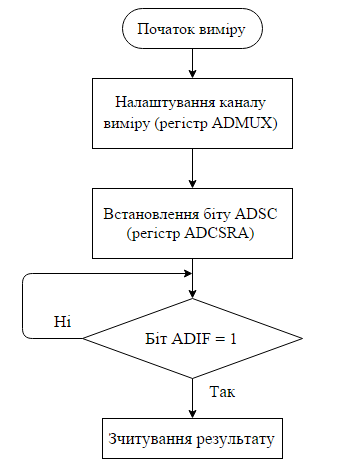 Початок виміру
Налаштування каналу
виміру (регістр ADMUX)
Встановлення біту ADSC
(регістр ADCSRA)
Ні
Біт ADIF = 1
Так
Зчитування результату